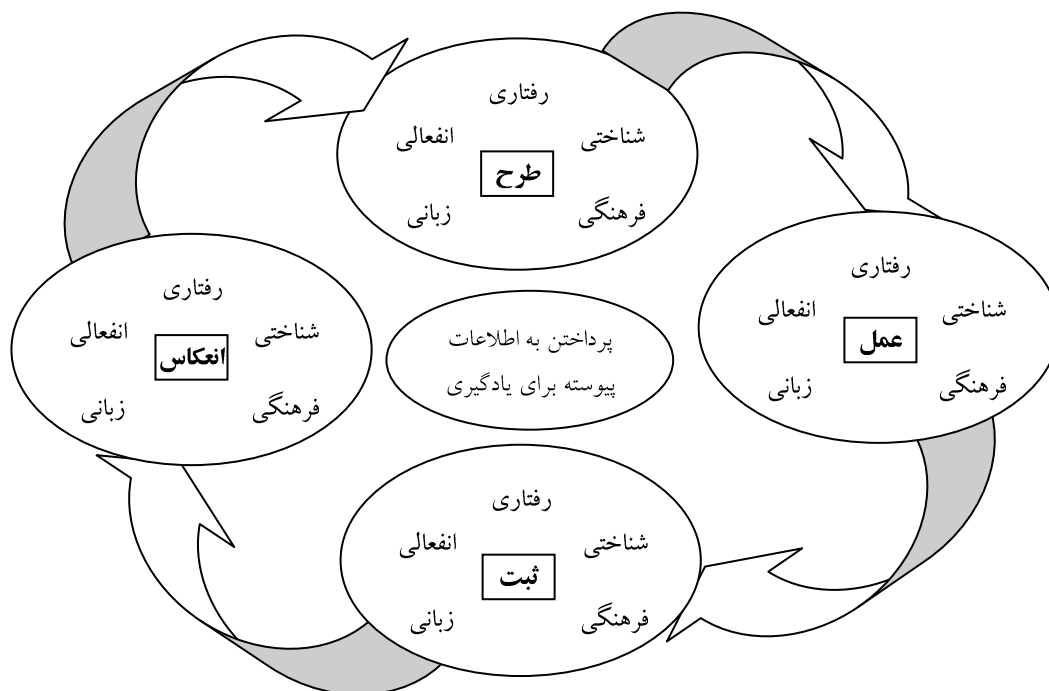 رفتاری
شناختی
انفعالی
طرح
فرهنگی
زبانی
رفتاری
شناختی
انفعالی
عمل
فرهنگی
زبانی
رفتاری
شناختی
انفعالی
ثبت
فرهنگی
زبانی
رفتاری
شناختی
انفعالی
انعکاس
فرهنگی
زبانی
پرداختن به اطلاعات
پیوسته برای یادگیری